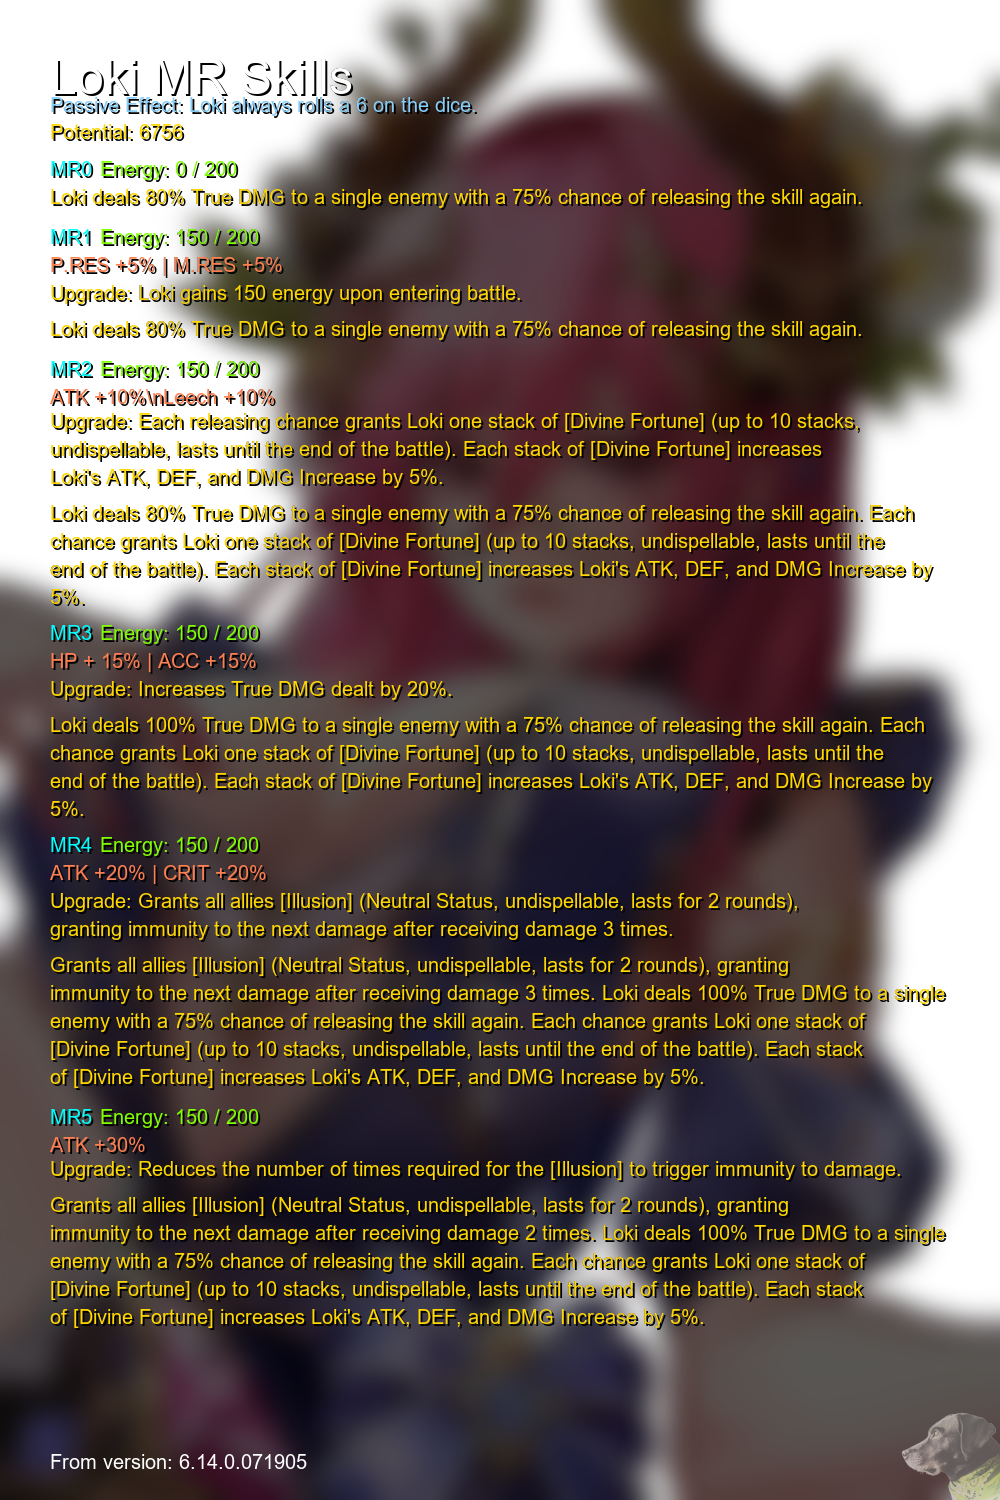 Loki MR Skills
Passive Effect: Loki always rolls a 6 on the dice.
Potential: 6756
MR0 Energy: 0 / 200
Loki deals 80% True DMG to a single enemy with a 75% chance of releasing the skill again.
MR1 Energy: 150 / 200
P.RES +5% | M.RES +5%
Upgrade: Loki gains 150 energy upon entering battle.
Loki deals 80% True DMG to a single enemy with a 75% chance of releasing the skill again.
MR2 Energy: 150 / 200
ATK +10%\nLeech +10%
Upgrade: Each releasing chance grants Loki one stack of [Divine Fortune] (up to 10 stacks,
undispellable, lasts until the end of the battle). Each stack of [Divine Fortune] increases
Loki's ATK, DEF, and DMG Increase by 5%.
Loki deals 80% True DMG to a single enemy with a 75% chance of releasing the skill again. Each
chance grants Loki one stack of [Divine Fortune] (up to 10 stacks, undispellable, lasts until the
end of the battle). Each stack of [Divine Fortune] increases Loki's ATK, DEF, and DMG Increase by
5%.
MR3 Energy: 150 / 200
HP + 15% | ACC +15%
Upgrade: Increases True DMG dealt by 20%.
Loki deals 100% True DMG to a single enemy with a 75% chance of releasing the skill again. Each
chance grants Loki one stack of [Divine Fortune] (up to 10 stacks, undispellable, lasts until the
end of the battle). Each stack of [Divine Fortune] increases Loki's ATK, DEF, and DMG Increase by
5%.
MR4 Energy: 150 / 200
ATK +20% | CRIT +20%
Upgrade: Grants all allies [Illusion] (Neutral Status, undispellable, lasts for 2 rounds),
granting immunity to the next damage after receiving damage 3 times.
Grants all allies [Illusion] (Neutral Status, undispellable, lasts for 2 rounds), granting
immunity to the next damage after receiving damage 3 times. Loki deals 100% True DMG to a single
enemy with a 75% chance of releasing the skill again. Each chance grants Loki one stack of
[Divine Fortune] (up to 10 stacks, undispellable, lasts until the end of the battle). Each stack
of [Divine Fortune] increases Loki's ATK, DEF, and DMG Increase by 5%.
MR5 Energy: 150 / 200
ATK +30%
Upgrade: Reduces the number of times required for the [Illusion] to trigger immunity to damage.
Grants all allies [Illusion] (Neutral Status, undispellable, lasts for 2 rounds), granting
immunity to the next damage after receiving damage 2 times. Loki deals 100% True DMG to a single
enemy with a 75% chance of releasing the skill again. Each chance grants Loki one stack of
[Divine Fortune] (up to 10 stacks, undispellable, lasts until the end of the battle). Each stack
of [Divine Fortune] increases Loki's ATK, DEF, and DMG Increase by 5%.
From version: 6.14.0.071905